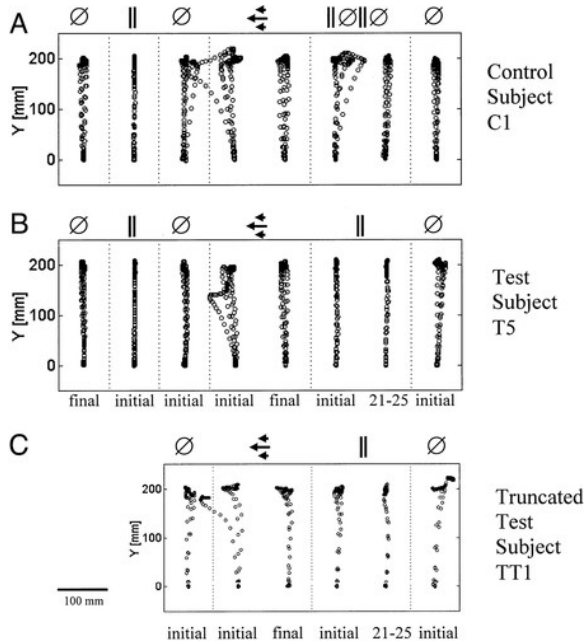 A ∅ || ∅ ∅ || ∅ || ∅ ∅
Y [mm]
200
100
0
Control
Subject
C1
B ∅ || ∅ || ∅
Y [mm]
200
100
0
Test
Subject
T5
final initial initial initial final initial 21-25 initial
C ∅ || ∅
Y [mm]
200
100
0
Truncated
Test
Subject
TT1
100 mm
initial initial final initial 21-25 initial